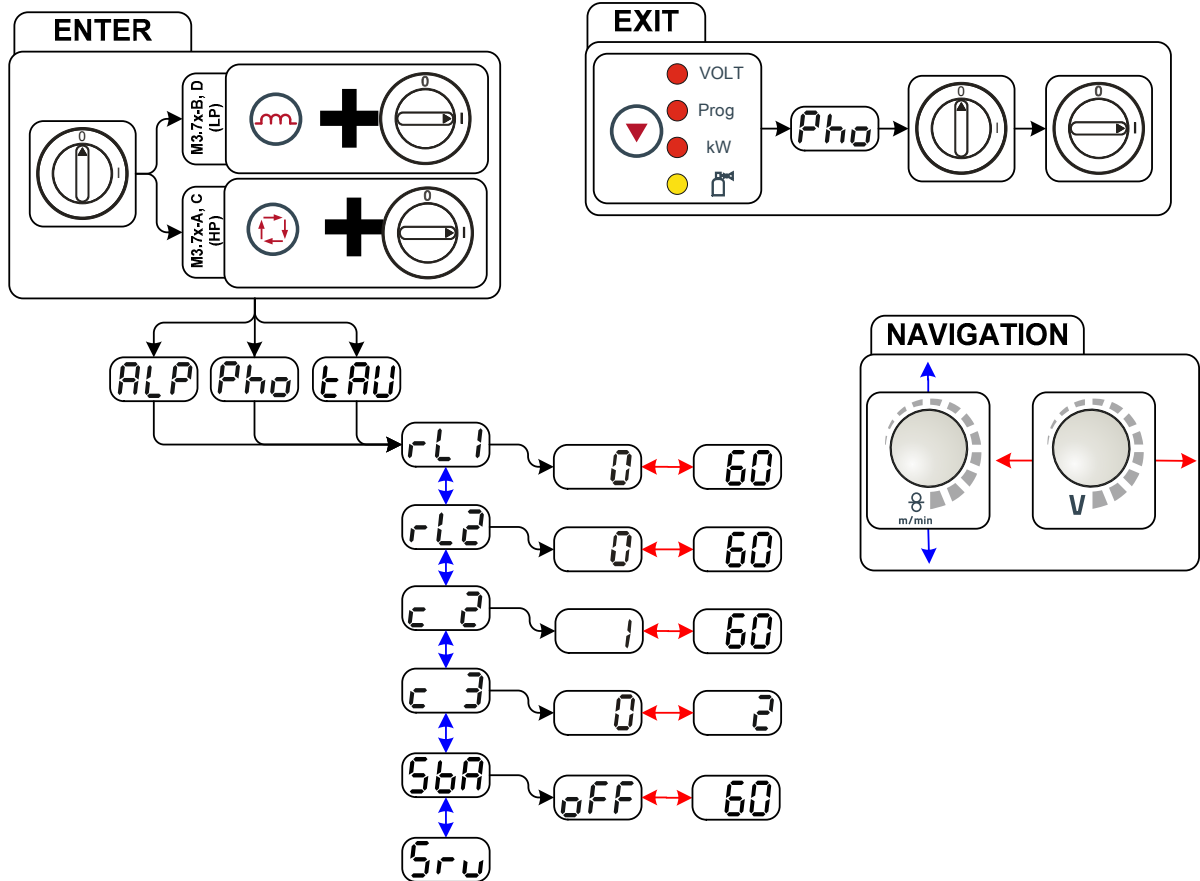 ENTER
M3.7x-B, D
(LP)
0
I
0
I
M3.7x-A, C
(HP)
0
I
EXIT
VOLT
Prog
kW
Pho
0
I
0
I
ALP
Pho
tAU
NAVIGATION
m/min
V
rL1
0
60
rL2
0
60
c 2
1
60
c 3
0
2
SbA
oFF
60
Sru